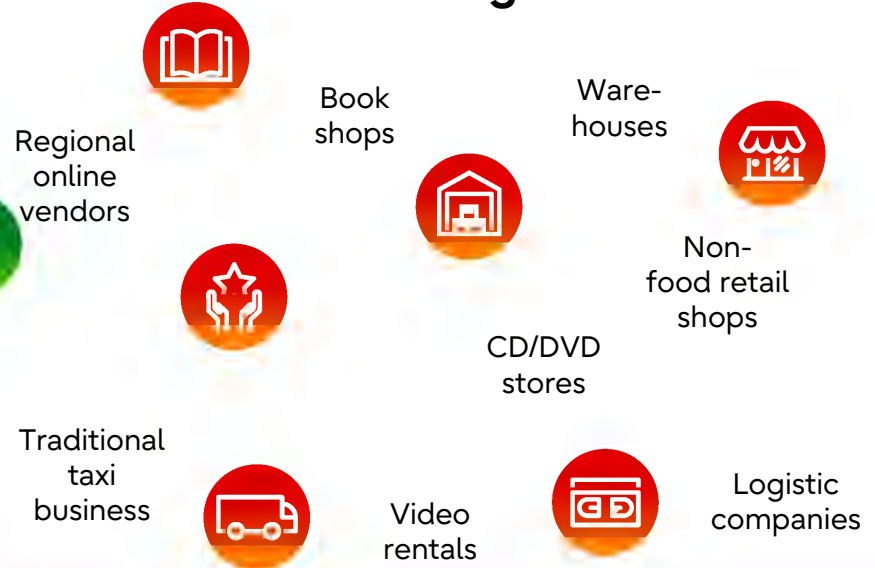 Book
shops
Ware-
houses
Regional
online
vendors
Non-
food retail
shops
CD/DVD
stores
Traditional
taxi
business
Video
rentals
Logistic
companies